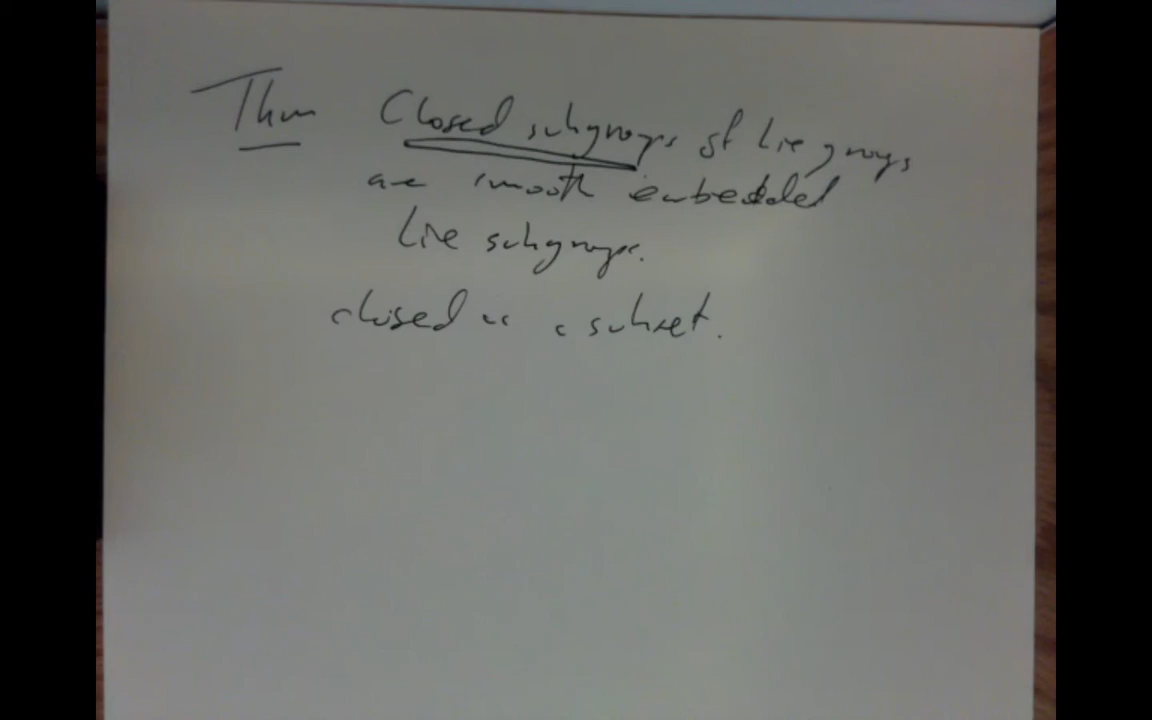 Thm Closed subgroups of Lie groups
are smooth embedded
Lie subgroups.
closed as a subset.